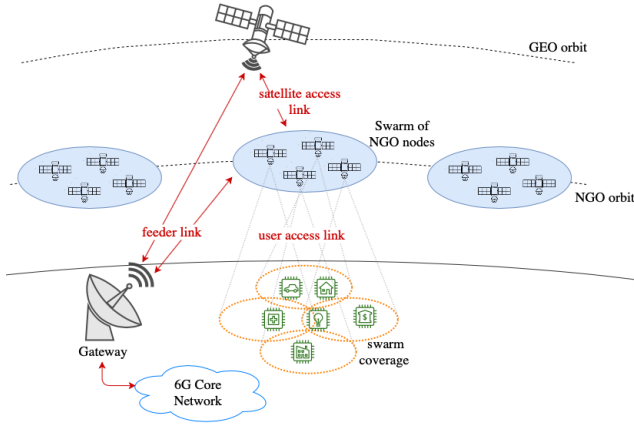 GEO orbit
satellite access
link
Swarm of
NGO nodes
NGO orbit
feeder link
user access link
Gateway
swarm
coverage
6G Core
Network